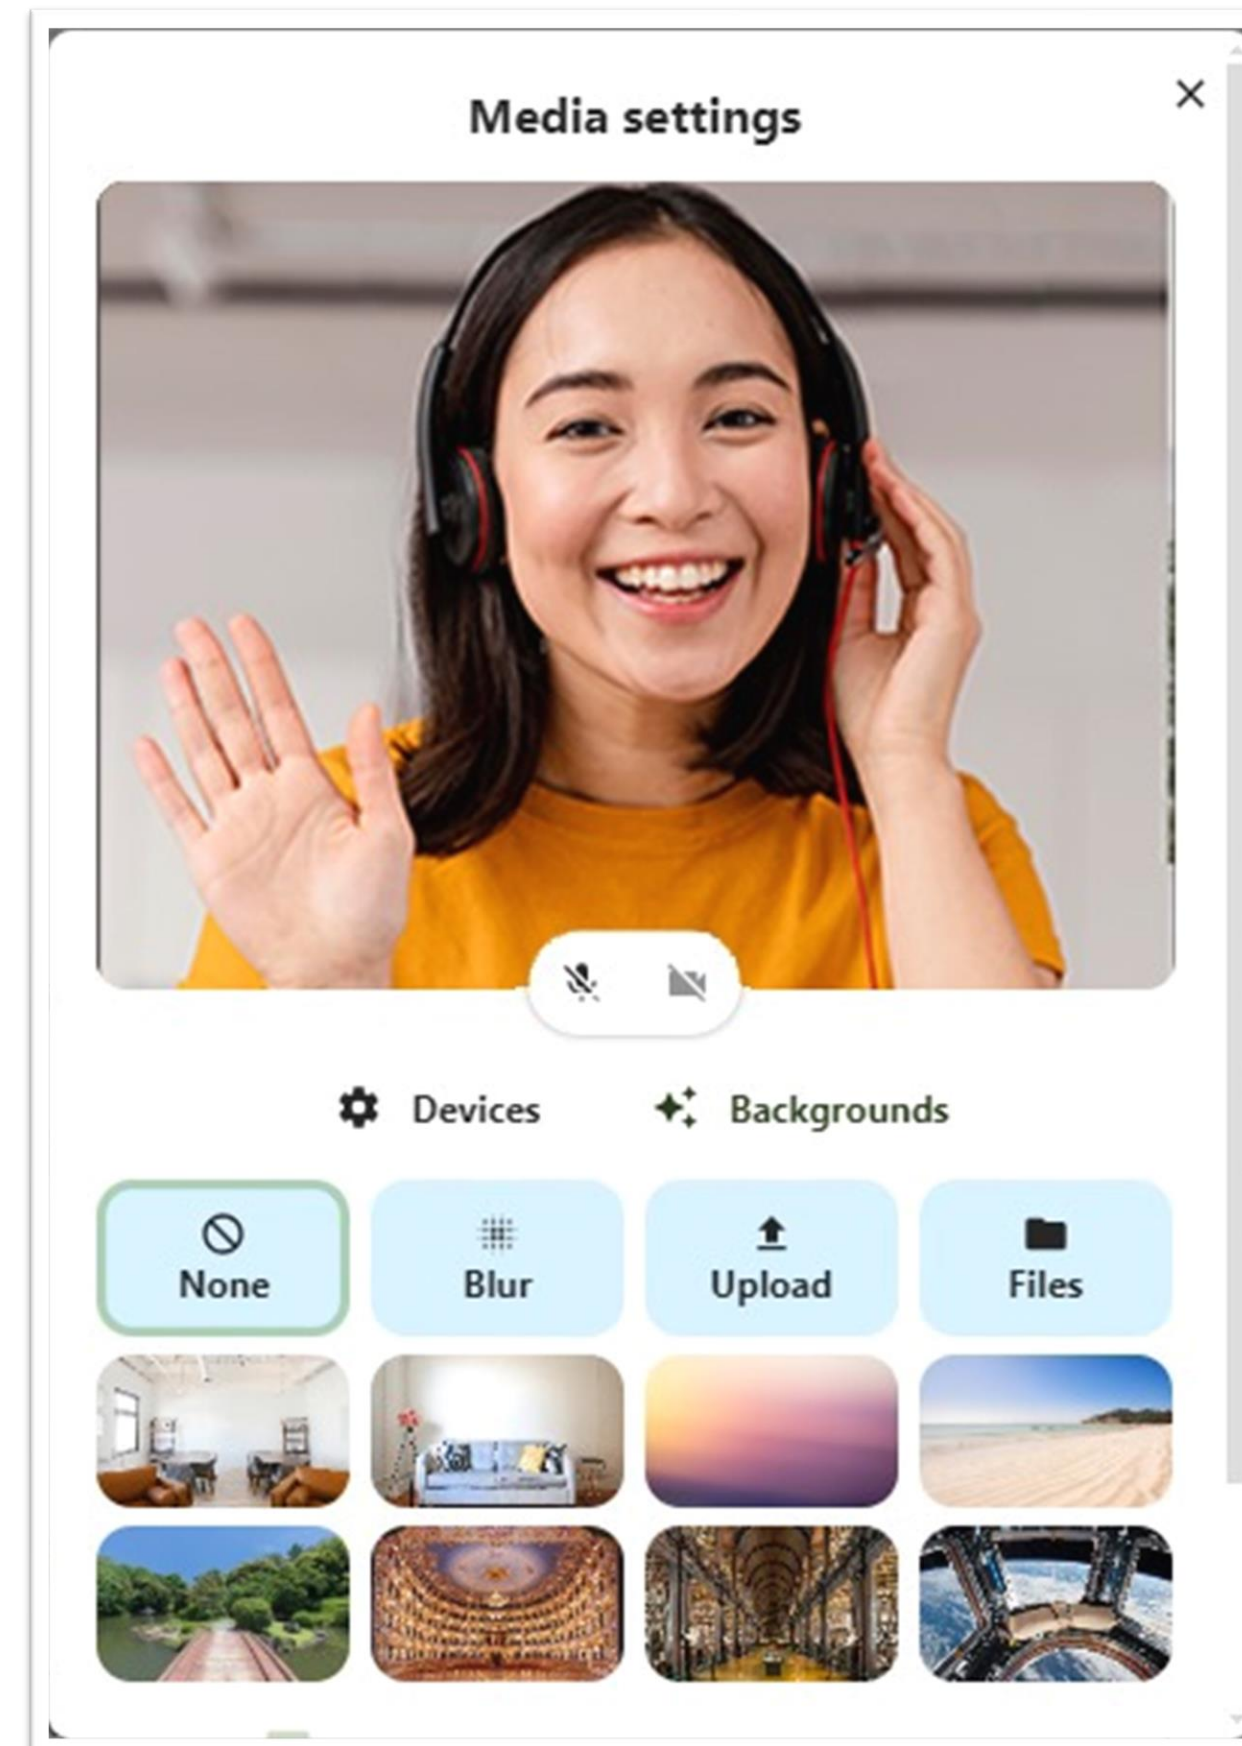 Media settings
Devices
Backgrounds
None
Blur
Upload
Files